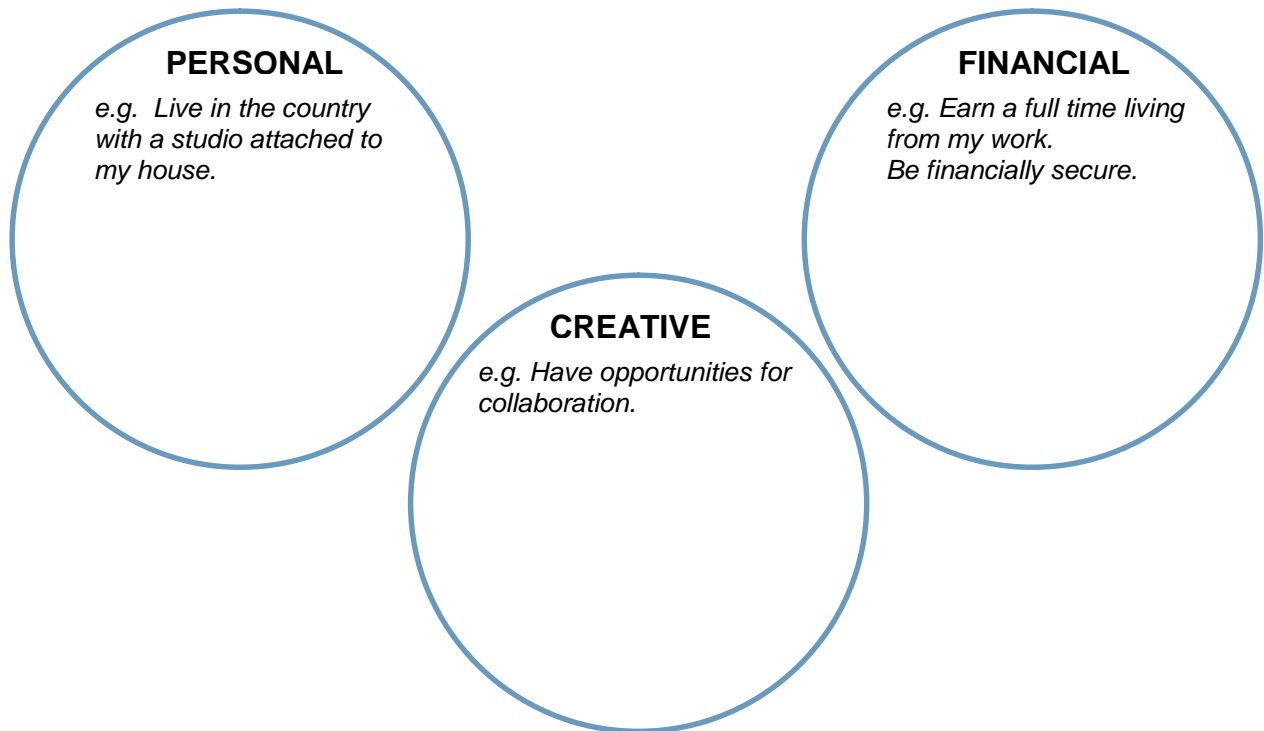 PERSONAL
e.g.  Live in the country
with a studio attached to
my house.
FINANCIAL
e.g. Earn a full time living
from my work.
Be financially secure.
CREATIVE
e.g. Have opportunities for
collaboration.